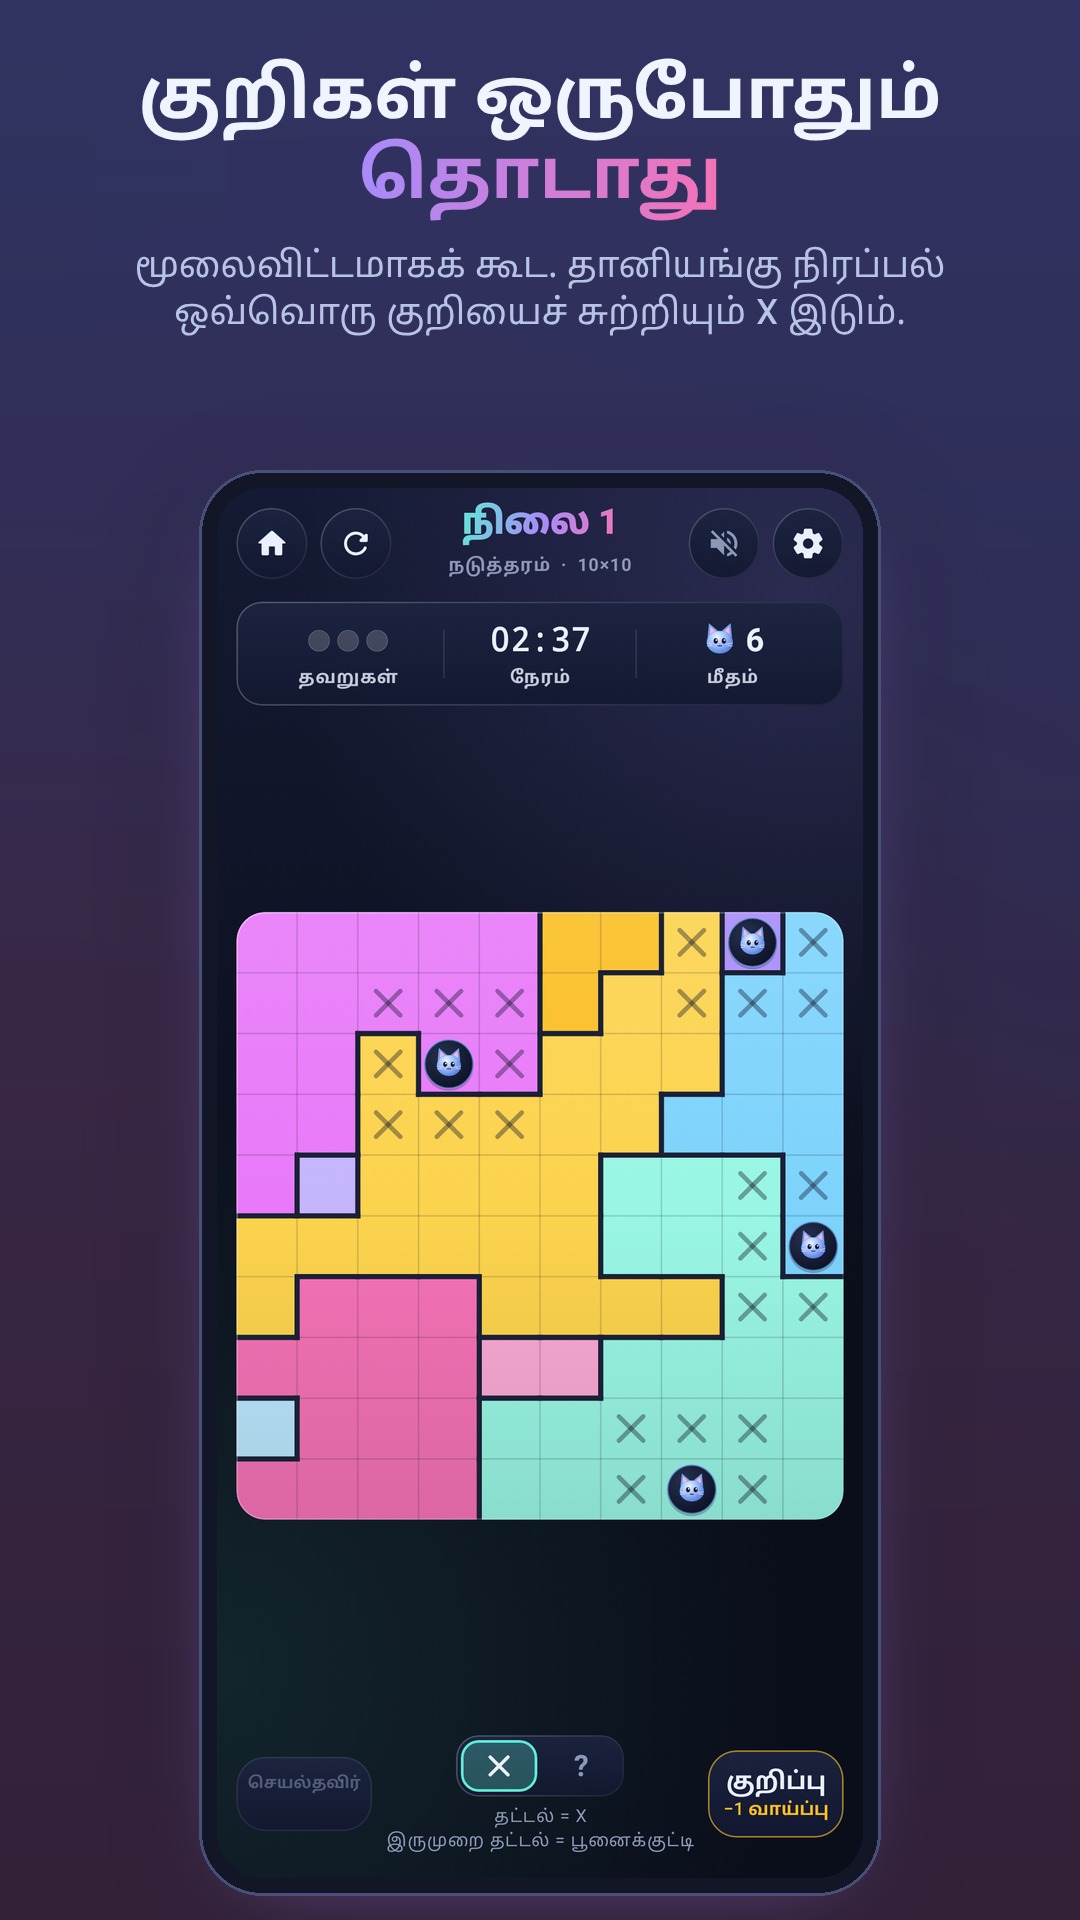 குறிகள் ஒருபோதும்
தொடாது
மூலைவிட்டமாகக் கூட. தானியங்கு நிரப்பல்
ஒவ்வொரு குறியைச் சுற்றியும் X இடும்.
நிலை 1
நடுத்தரம் · 10×10
02:37
6
தவறுகள்
நேரம்
மீதம்
செயல்தவிர்
?
குறிப்பு
−1 வாய்ப்பு
தட்டல் = X
இருமுறை தட்டல் = பூனைக்குட்டி